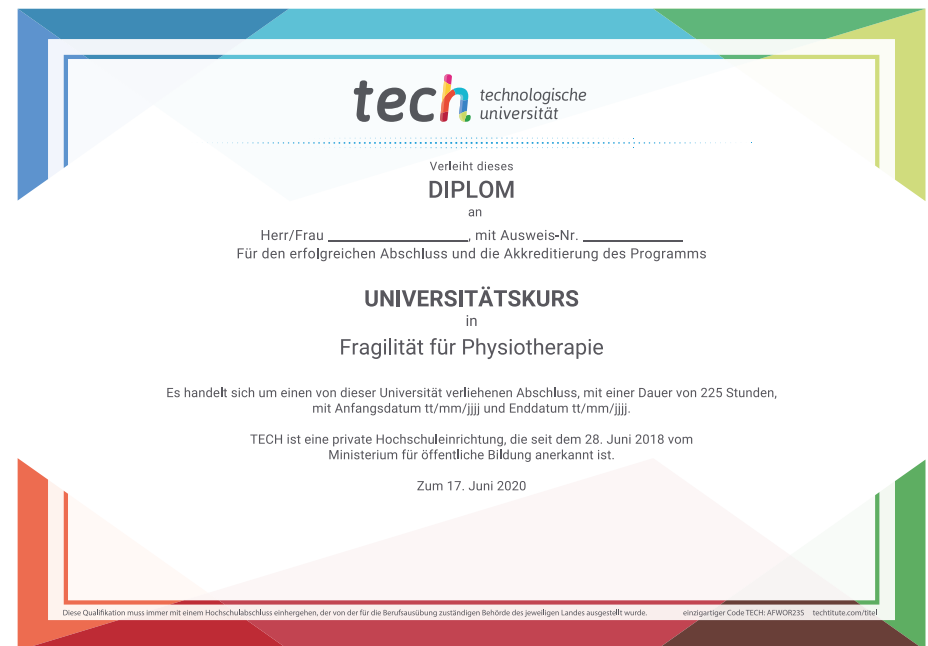 tech technologische
universität
Verleiht dieses
DIPLOM
an
Herr/Frau ____________________, mit Ausweis-Nr. ______________
Für den erfolgreichen Abschluss und die Akkreditierung des Programms
UNIVERSITÄTSKURS
in
Fragilität für Physiotherapie
Es handelt sich um einen von dieser Universität verliehenen Abschluss, mit einer Dauer von 225 Stunden,
mit Anfangsdatum tt/mm/jjjj und Enddatum tt/mm/jjjj.
TECH ist eine private Hochschuleinrichtung, die seit dem 28. Juni 2018 vom
Ministerium für öffentliche Bildung anerkannt ist.
Zum 17. Juni 2020
Diese Qualifikation muss immer mit einem Hochschulabschluss einhergehen, der von der für die Berufsausübung zuständigen Behörde des jeweiligen Landes ausgestellt wurde. einzigartiger Code TECH: AFWOR23S techtitute.com/titel